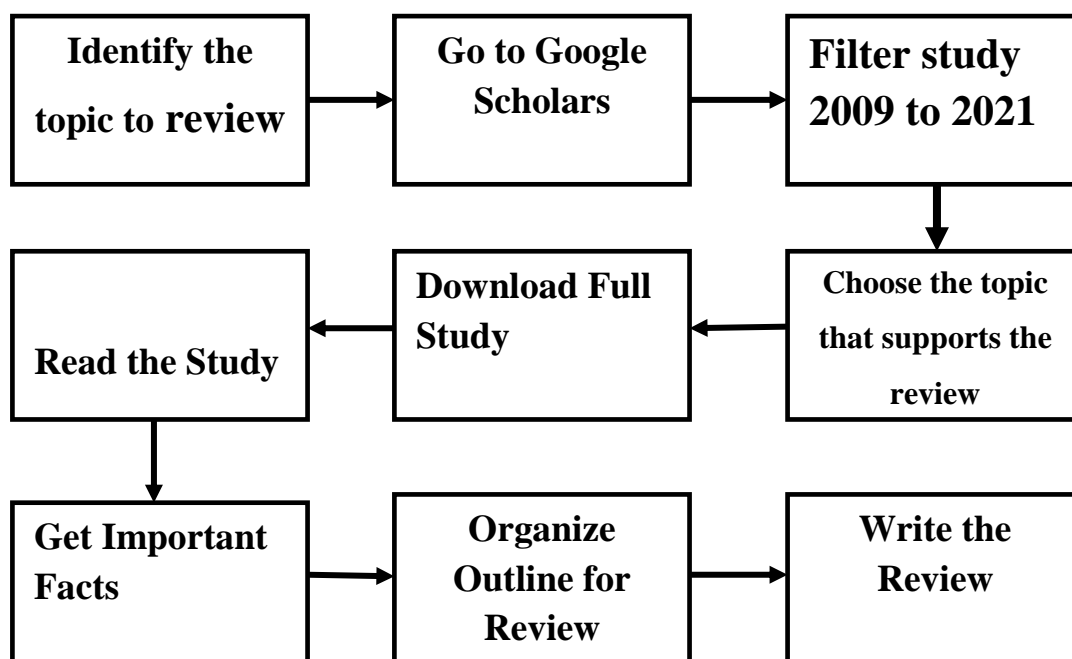 Identify the
topic to review
Go to Google
Scholars
Filter study
2009 to 2021
Choose the topic
that supports the
review
Download Full
Study
Read the Study
Get Important
Facts
Organize
Outline for
Review
Write the
Review